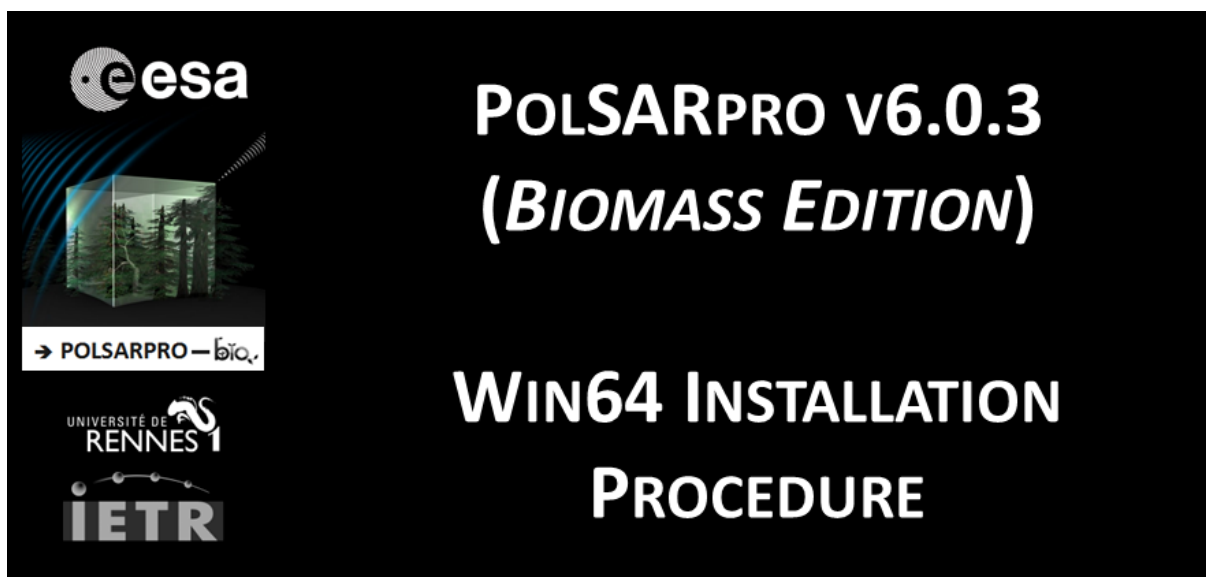 esa
→ POLSARPRO–bio
UNIVERSITÉ DE
RENNES 1
IETR
POLSARPRO V6.0.3
(BIOMASS EDITION)
WIN64 INSTALLATION
PROCEDURE